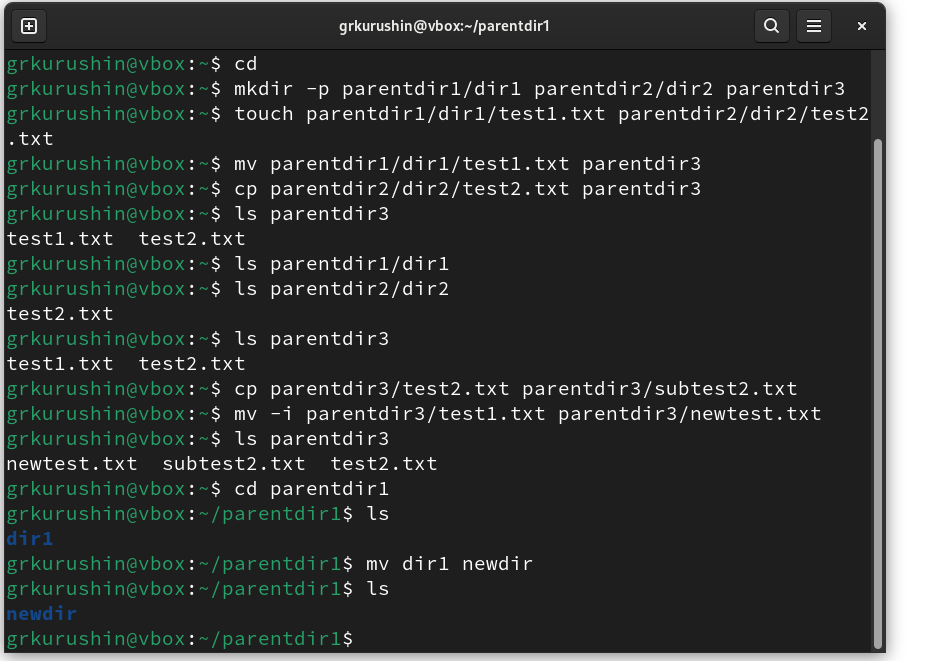 grkurushin@vbox:~/parentdir1
grkurushin@vbox:~$ cd
grkurushin@vbox:~$ mkdir -p parentdir1/dir1 parentdir2/dir2 parentdir3
grkurushin@vbox:~$ touch parentdir1/dir1/test1.txt parentdir2/dir2/test2
.txt
grkurushin@vbox:~$ mv parentdir1/dir1/test1.txt parentdir3
grkurushin@vbox:~$ cp parentdir2/dir2/test2.txt parentdir3
grkurushin@vbox:~$ ls parentdir3
test1.txt  test2.txt
grkurushin@vbox:~$ ls parentdir1/dir1
grkurushin@vbox:~$ ls parentdir2/dir2
test2.txt
grkurushin@vbox:~$ ls parentdir3
test1.txt  test2.txt
grkurushin@vbox:~$ cp parentdir3/test2.txt parentdir3/subtest2.txt
grkurushin@vbox:~$ mv -i parentdir3/test1.txt parentdir3/newtest.txt
grkurushin@vbox:~$ ls parentdir3
newtest.txt  subtest2.txt  test2.txt
grkurushin@vbox:~$ cd parentdir1
grkurushin@vbox:~/parentdir1$ ls
dir1
grkurushin@vbox:~/parentdir1$ mv dir1 newdir
grkurushin@vbox:~/parentdir1$ ls
newdir
grkurushin@vbox:~/parentdir1$